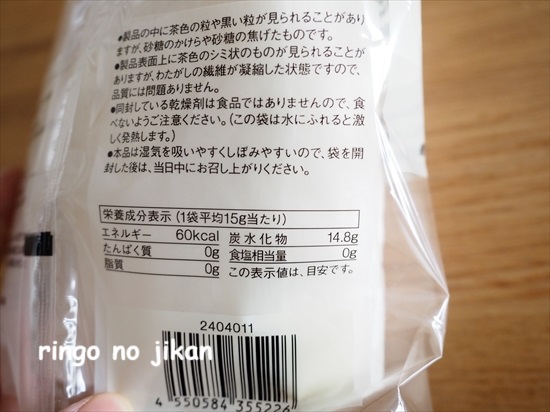 ●製品の中に茶色の粒や黒い粒が見られることがあり
ますが、砂糖のかけらや砂糖の焦げたものです。
●製品表面上に茶色のシミ状のものが見られることが
ありますが、わたがしの繊維が凝縮した状態ですので、
品質には問題ありません。
●同封している乾燥剤は食品ではありませんので、食
べないようご注意ください。(この袋は水にふれると激
しく発熱します。)
●本品は湿気を吸いやすくしぼみやすいので、袋を開
封した後は、当日中にお召し上がりください。
栄養成分表示(1袋平均15g当たり)
エネルギー 60kcal 炭水化物 14.8g
たんぱく質 0g 食塩相当量 0g
脂質 0g この表示値は、目安です。
2404011
ringo no jikan
4 550584 355226